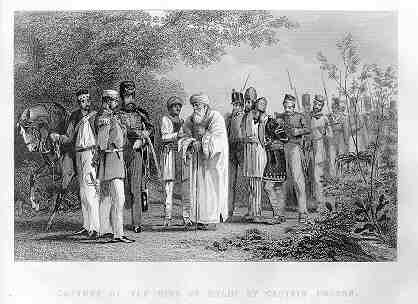 CAPTURE OF THE KING OF DELHI BY CAPTAIN HODSON.